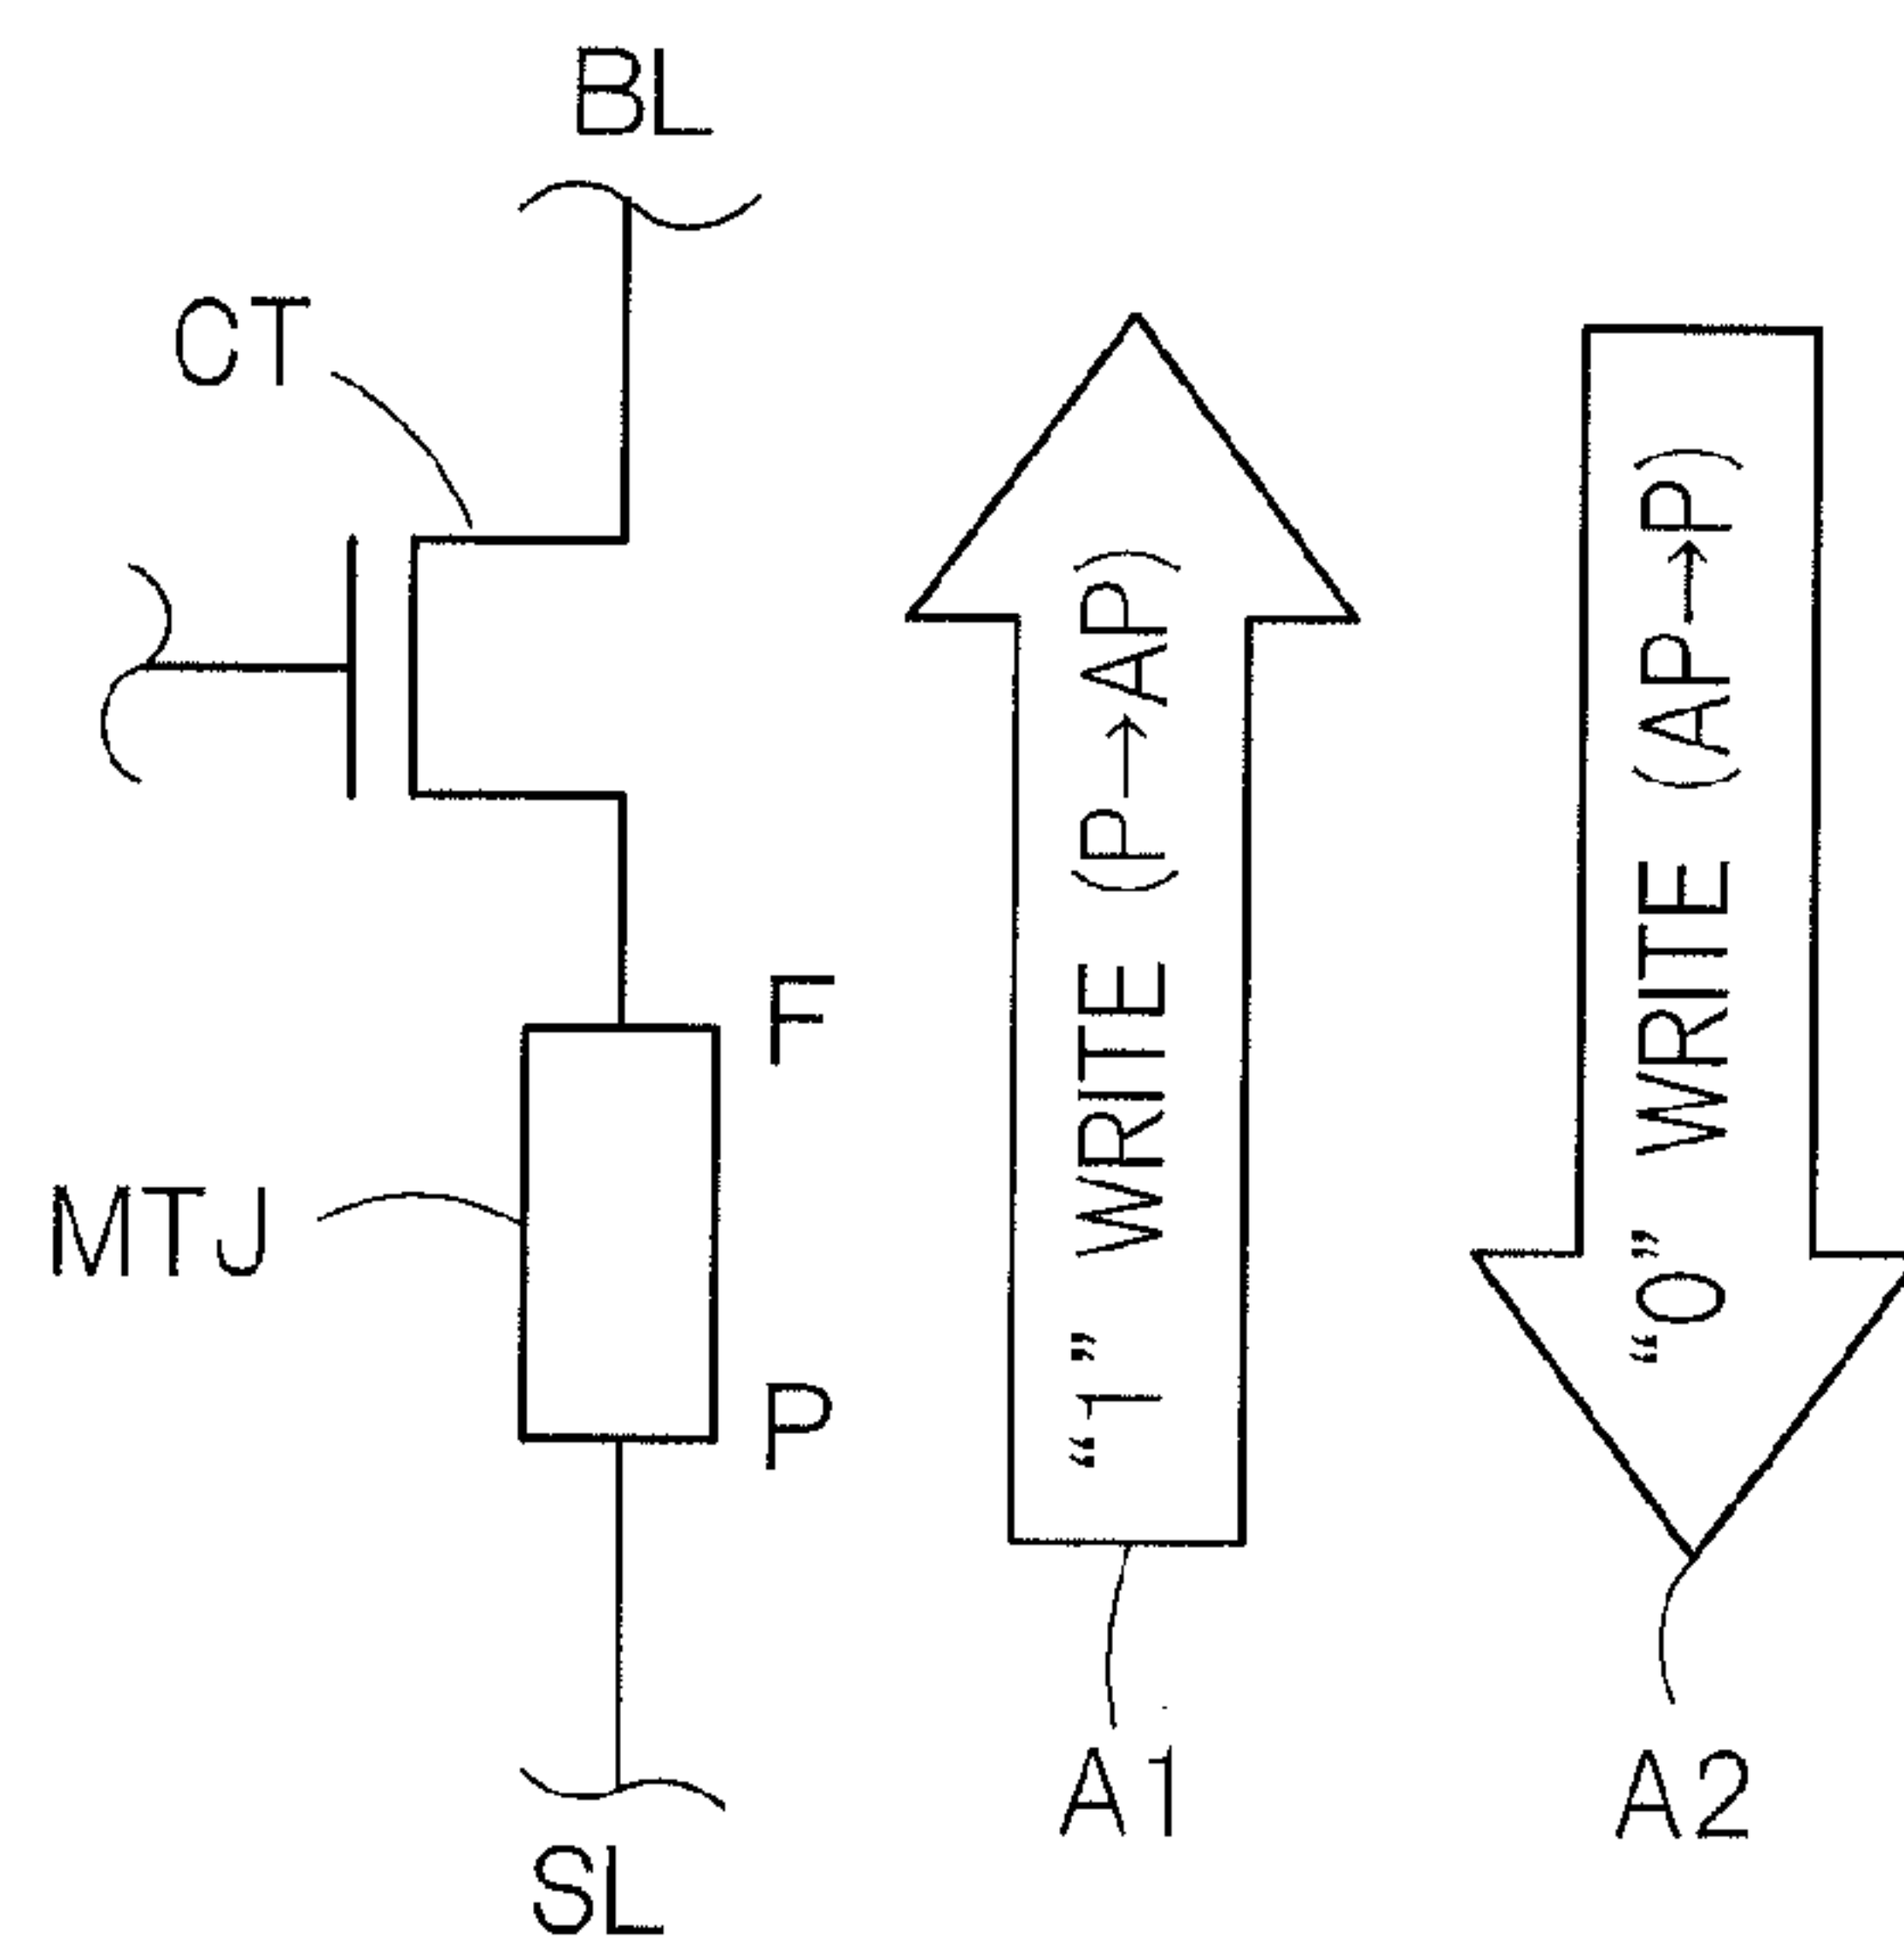 BL
CT
MTJ
F
P
SL
“1” WRITE (P→AP)
A1
“0” WRITE (AP→P)
A2